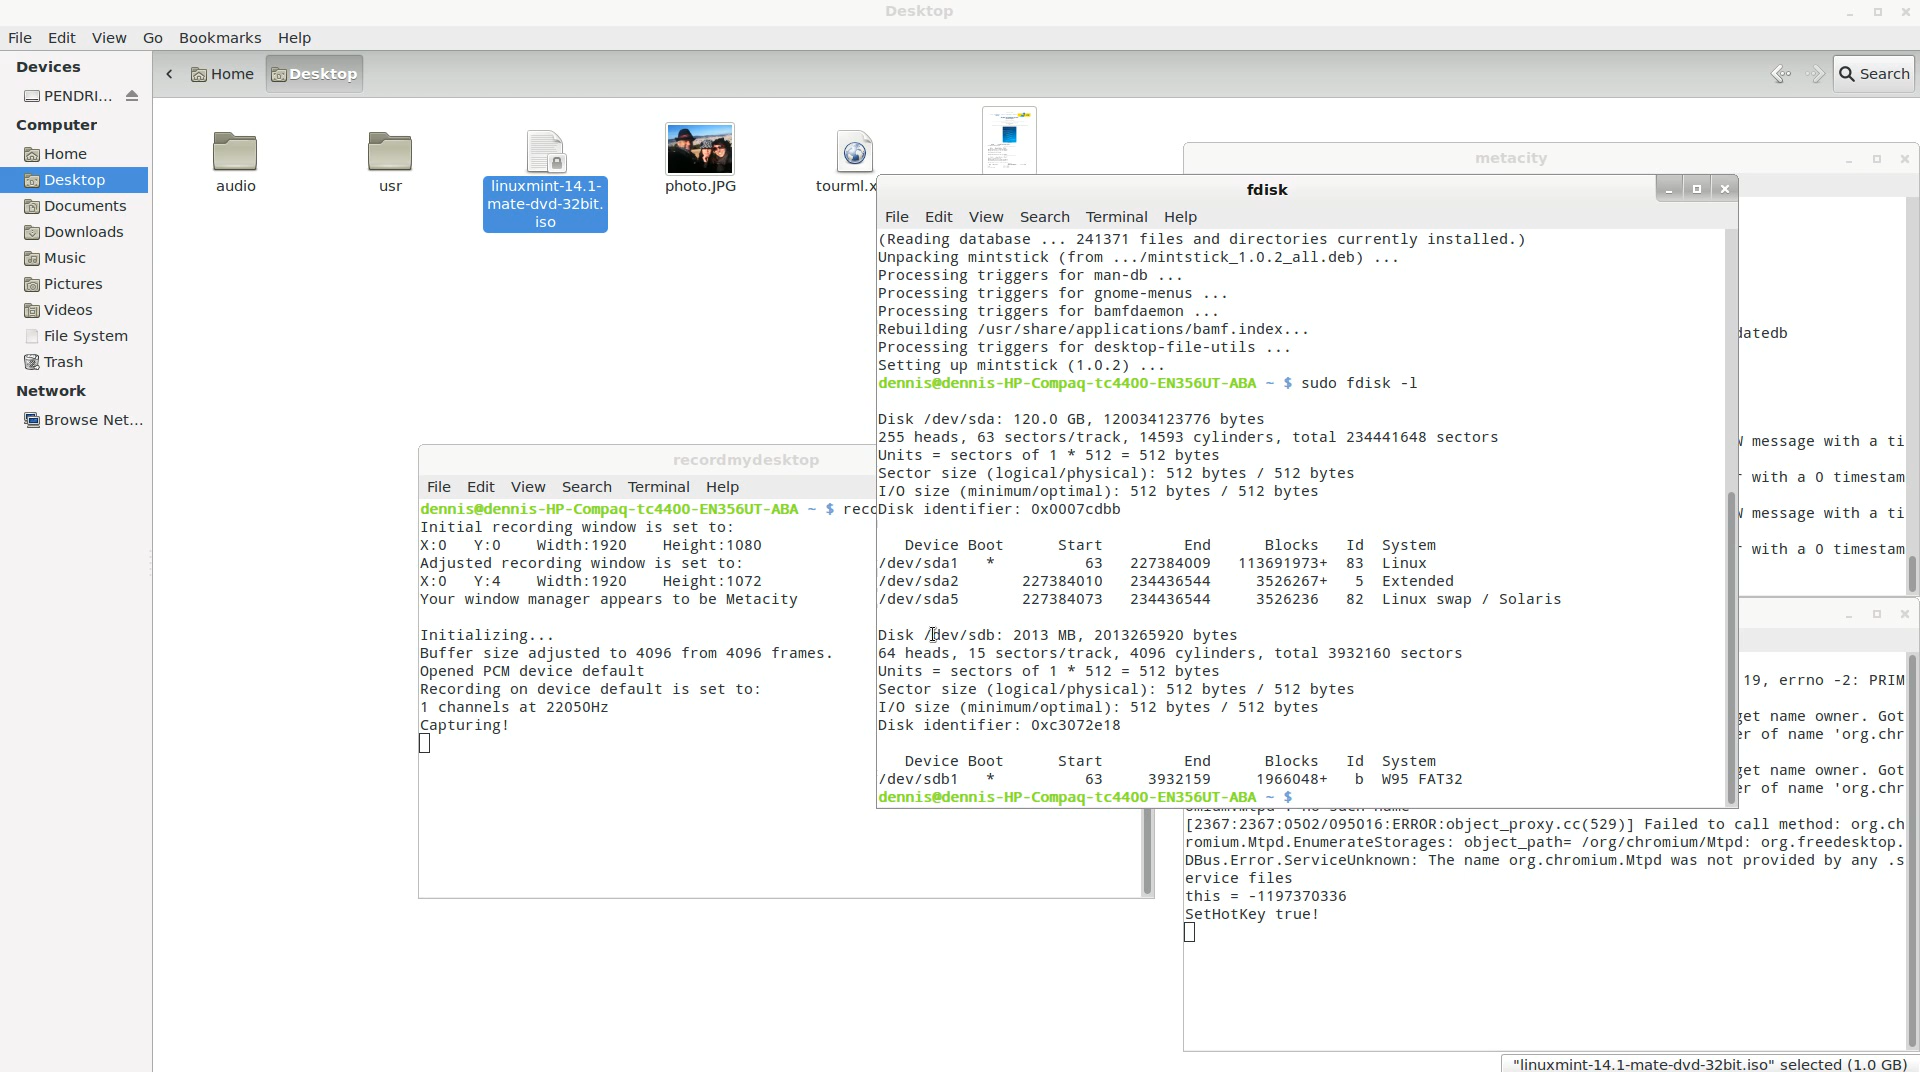 Desktop
File Edit View Go Bookmarks Help
Devices
PENDRI...
Computer
Home
Desktop
Documents
Downloads
Music
Pictures
Videos
File System
Trash
Network
Browse Net...
Home Desktop
Search
audio
usr
linuxmint-14.1-
mate-dvd-32bit.
iso
photo.JPG
tourml.x
metacity
datedb
message with a ti
with a 0 timestam
message with a ti
with a 0 timestam
fdisk
File Edit View Search Terminal Help
(Reading database ... 241371 files and directories currently installed.)
Unpacking mintstick (from .../mintstick_1.0.2_all.deb) ...
Processing triggers for man-db ...
Processing triggers for gnome-menus ...
Processing triggers for bamfdaemon ...
Rebuilding /usr/share/applications/bamf.index...
Processing triggers for desktop-file-utils ...
Setting up mintstick (1.0.2) ...
dennis@dennis-HP-Compaq-tc4400-EN356UT-ABA ~ $ sudo fdisk -l
Disk /dev/sda: 120.0 GB, 120034123776 bytes
255 heads, 63 sectors/track, 14593 cylinders, total 234441648 sectors
Units = sectors of 1 * 512 = 512 bytes
Sector size (logical/physical): 512 bytes / 512 bytes
I/O size (minimum/optimal): 512 bytes / 512 bytes
Disk identifier: 0x0007cdbb
Device Boot Start End Blocks Id System
/dev/sda1 * 63 227384009 113691973+ 83 Linux
/dev/sda2 227384010 234436544 3526267+ 5 Extended
/dev/sda5 227384073 234436544 3526236 82 Linux swap / Solaris
Disk /dev/sdb: 2013 MB, 2013265920 bytes
64 heads, 15 sectors/track, 4096 cylinders, total 3932160 sectors
Units = sectors of 1 * 512 = 512 bytes
Sector size (logical/physical): 512 bytes / 512 bytes
I/O size (minimum/optimal): 512 bytes / 512 bytes
Disk identifier: 0xc3072e18
Device Boot Start End Blocks Id System
/dev/sdb1 * 63 3932159 1966048+ b W95 FAT32
dennis@dennis-HP-Compaq-tc4400-EN356UT-ABA ~ $
recordmydesktop
File Edit View Search Terminal Help
dennis@dennis-HP-Compaq-tc4400-EN356UT-ABA ~ $ reco
Initial recording window is set to:
X:0 Y:0 Width:1920 Height:1080
Adjusted recording window is set to:
X:0 Y:4 Width:1920 Height:1072
Your window manager appears to be Metacity
Initializing...
Buffer size adjusted to 4096 from 4096 frames.
Opened PCM device default
Recording on device default is set to:
1 channels at 22050Hz
Capturing!
19, errno -2: PRIM
get name owner. Got
er of name 'org.chr
get name owner. Got
er of name 'org.chr
[2367:2367:0502/095016:ERROR:object_proxy.cc(529)] Failed to call method: org.ch
romium.Mtpd.EnumerateStorages: object_path= /org/chromium/Mtpd: org.freedesktop.
DBus.Error.ServiceUnknown: The name org.chromium.Mtpd was not provided by any .s
ervice files
this = -1197370336
SetHotKey true!
"linuxmint-14.1-mate-dvd-32bit.iso" selected (1.0 GB)